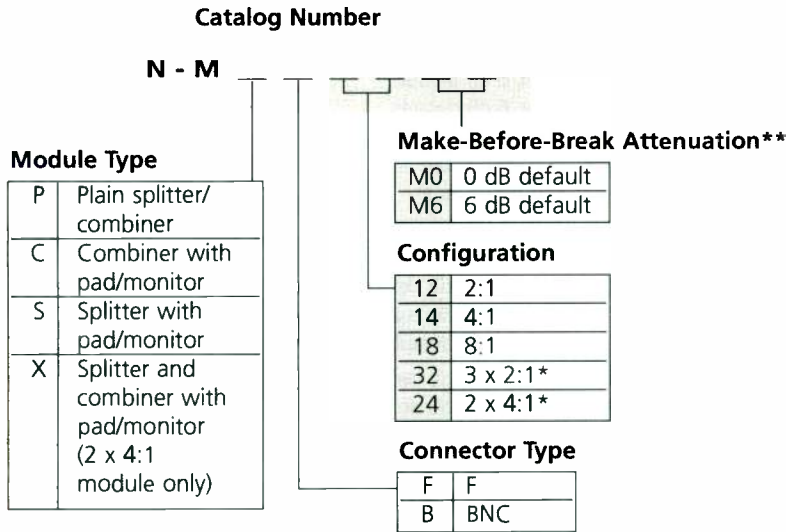 Catalog Number
N - M _ _ _ _ _ _
Make-Before-Break Attenuation**
M0 0 dB default
M6 6 dB default
Module Type
P Plain splitter/
combiner
C Combiner with
pad/monitor
S Splitter with
pad/monitor
X Splitter and
combiner with
pad/monitor
(2 x 4:1
module only)
Configuration
12 2:1
14 4:1
18 8:1
32 3 x 2:1*
24 2 x 4:1*
Connector Type
F F
B BNC